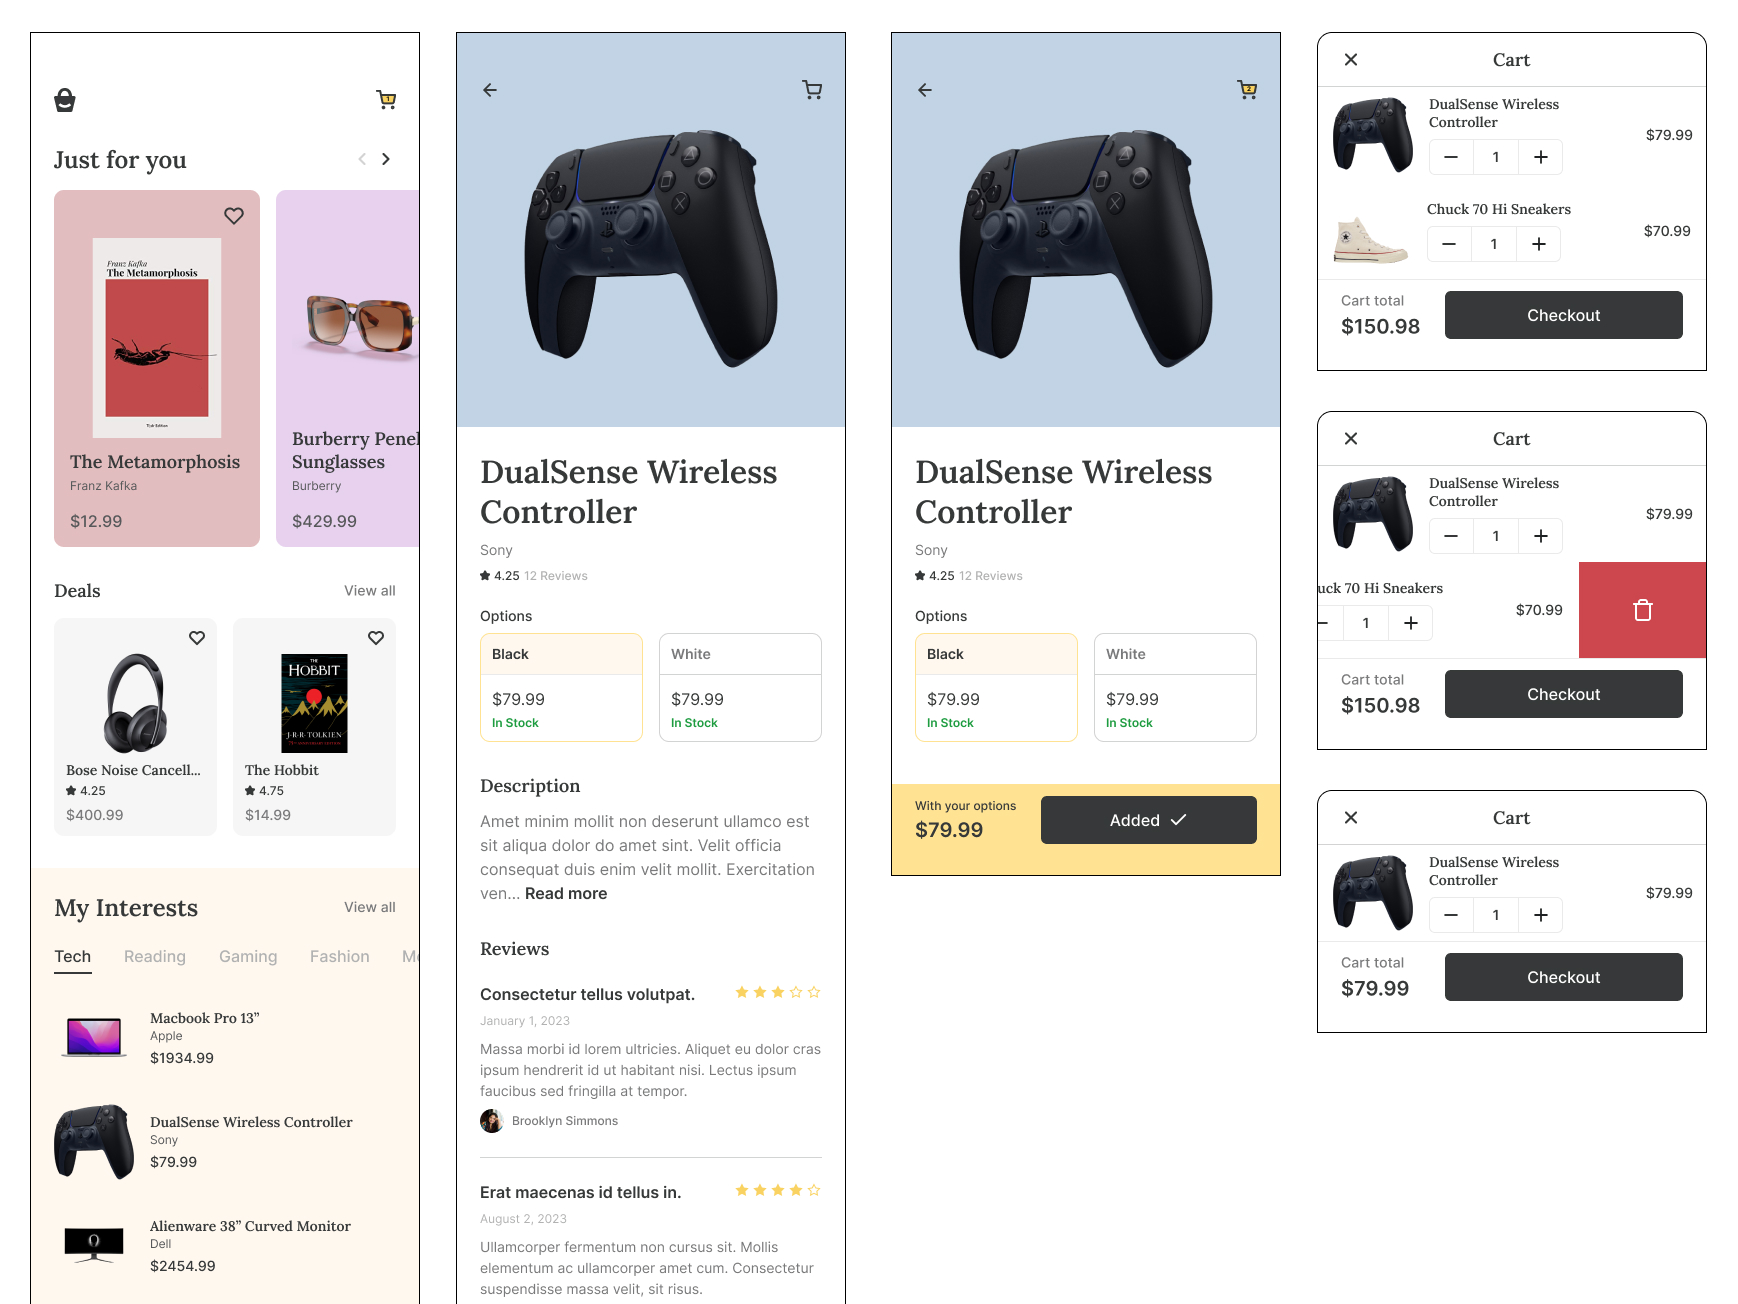 1
Just for you
Franz Kafka
The Metamorphosis
The Metamorphosis
Franz Kafka
$12.99
Burberry Penel
Sunglasses
Burberry
$429.99
Deals
View all
Bose Noise Cancell...
4.25
$400.99
THE
HOBBIT
J·R·R·TOLKIEN
The Hobbit
4.75
$14.99
My Interests
View all
Tech
Reading
Gaming
Fashion
Macbook Pro 13”
Apple
$1934.99
DualSense Wireless Controller
Sony
$79.99
Alienware 38” Curved Monitor
Dell
$2454.99
DualSense Wireless
Controller
Sony
4.25 12 Reviews
Options
Black
$79.99
In Stock
White
$79.99
In Stock
Description
Amet minim mollit non deserunt ullamco est
sit aliqua dolor do amet sint. Velit officia
consequat duis enim velit mollit. Exercitation
ven... Read more
Reviews
Consectetur tellus volutpat.
January 1, 2023
Massa morbi id lorem ultricies. Aliquet eu dolor cras
ipsum hendrerit id ut habitant nisi. Lectus ipsum
faucibus sed fringilla at tempor.
Brooklyn Simmons
Erat maecenas id tellus in.
August 2, 2023
Ullamcorper fermentum non cursus sit. Mollis
elementum ac ullamcorper amet cum. Consectetur
suspendisse massa velit, sit risus.
2
DualSense Wireless
Controller
Sony
4.25 12 Reviews
Options
Black
$79.99
In Stock
White
$79.99
In Stock
With your options
$79.99
Added
Cart
DualSense Wireless
Controller
1
$79.99
Chuck 70 Hi Sneakers
1
$70.99
Cart total
$150.98
Checkout
Cart
DualSense Wireless
Controller
1
$79.99
uck 70 Hi Sneakers
1
$70.99
Cart total
$150.98
Checkout
Cart
DualSense Wireless
Controller
1
$79.99
Cart total
$79.99
Checkout